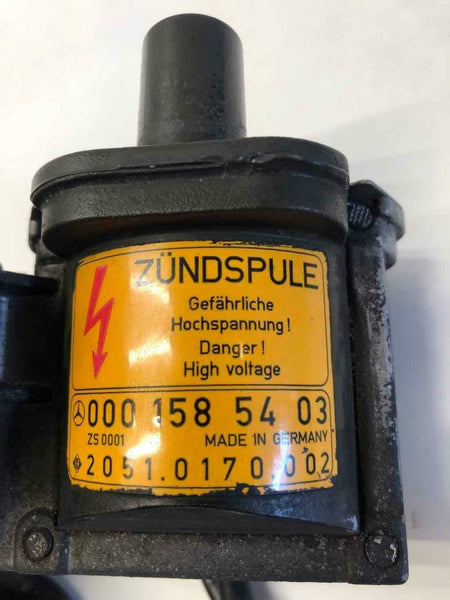 ZÜNDSPULE
Gefährliche
Hochspannung!
Danger!
High voltage
000 158 54 03
ZS 0001 MADE IN GERMANY
2051.0170.002